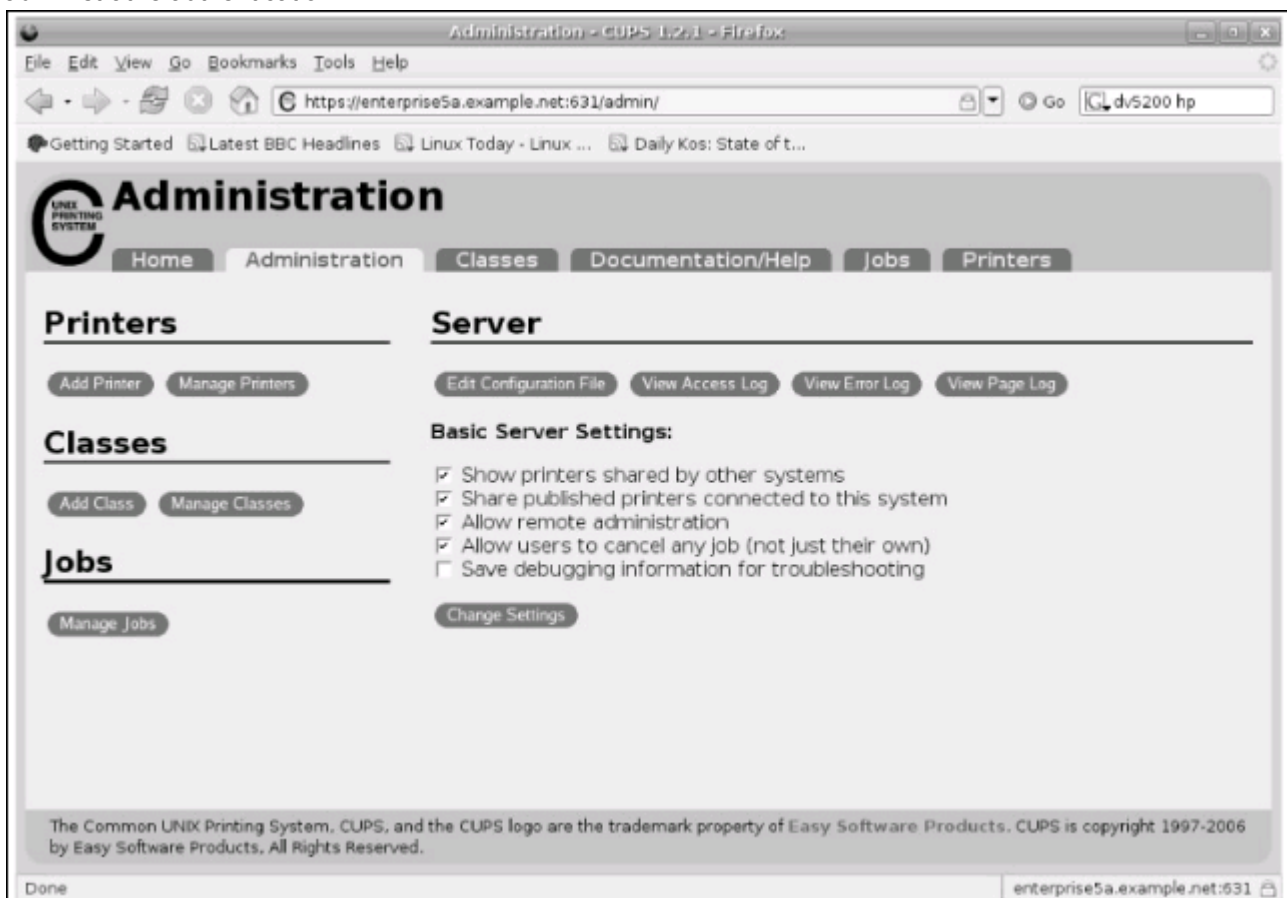 Administration - CUPS 1.2.1 - Firefox
File Edit View Go Bookmarks Tools Help
https://enterprise5a.example.net:631/admin/ Go dv5200 hp
Getting Started Latest BBC Headlines Linux Today - Linux ... Daily Kos: State of t...
UNIX PRINTING SYSTEM
Administration
Home Administration Classes Documentation/Help Jobs Printers
Printers
Add Printer Manage Printers
Classes
Add Class Manage Classes
Jobs
Manage Jobs
Server
Edit Configuration File View Access Log View Error Log View Page Log
Basic Server Settings:
Show printers shared by other systems
Share published printers connected to this system
Allow remote administration
Allow users to cancel any job (not just their own)
Save debugging information for troubleshooting
Change Settings
The Common UNIX Printing System, CUPS, and the CUPS logo are the trademark property of Easy Software Products. CUPS is copyright 1997-2006
by Easy Software Products, All Rights Reserved.
Done enterprise5a.example.net:631